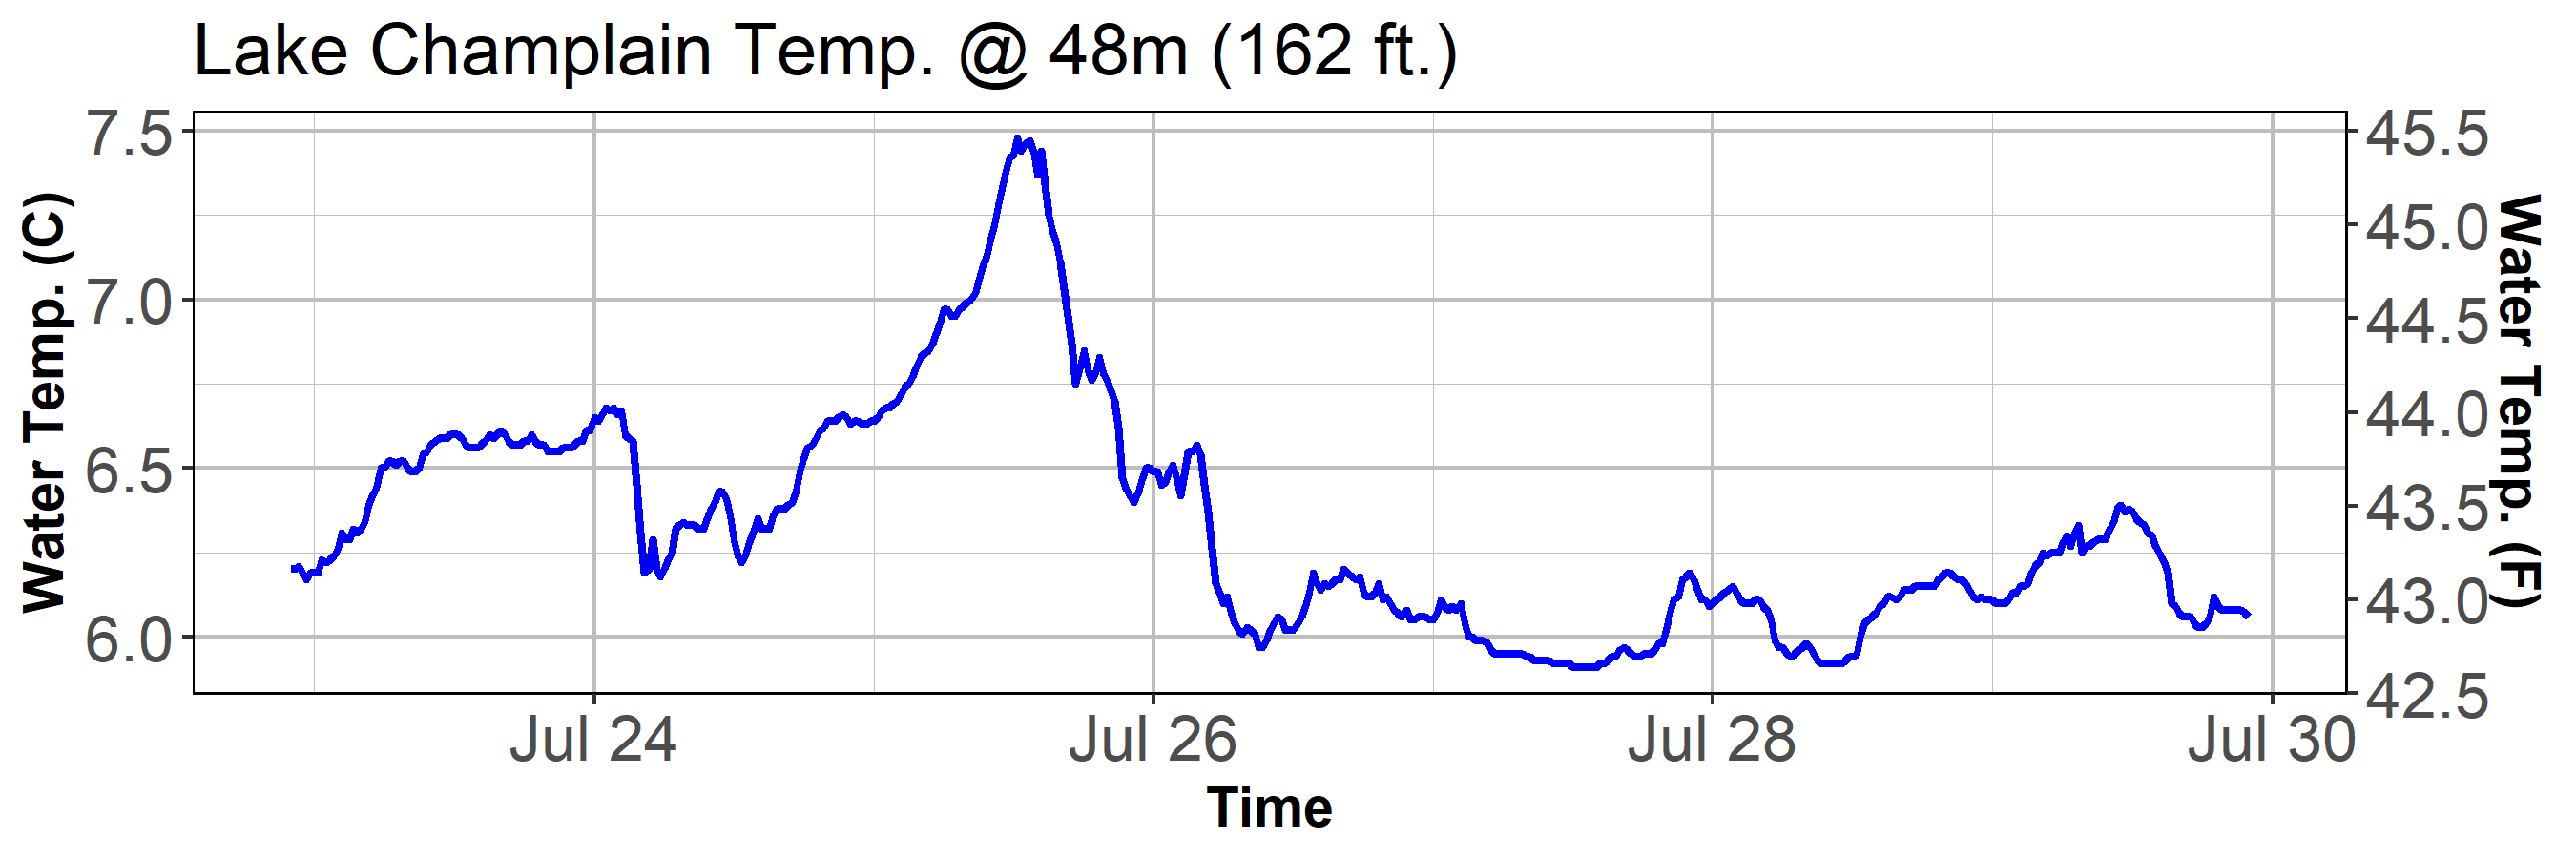 Lake Champlain Temp. @ 48m (162 ft.)
Water Temp. (C)
7.5
7.0
6.5
6.0
45.5
45.0
44.5
44.0
43.5
43.0
42.5
Water Temp. (F)
Jul 24 Jul 26 Jul 28 Jul 30
Time